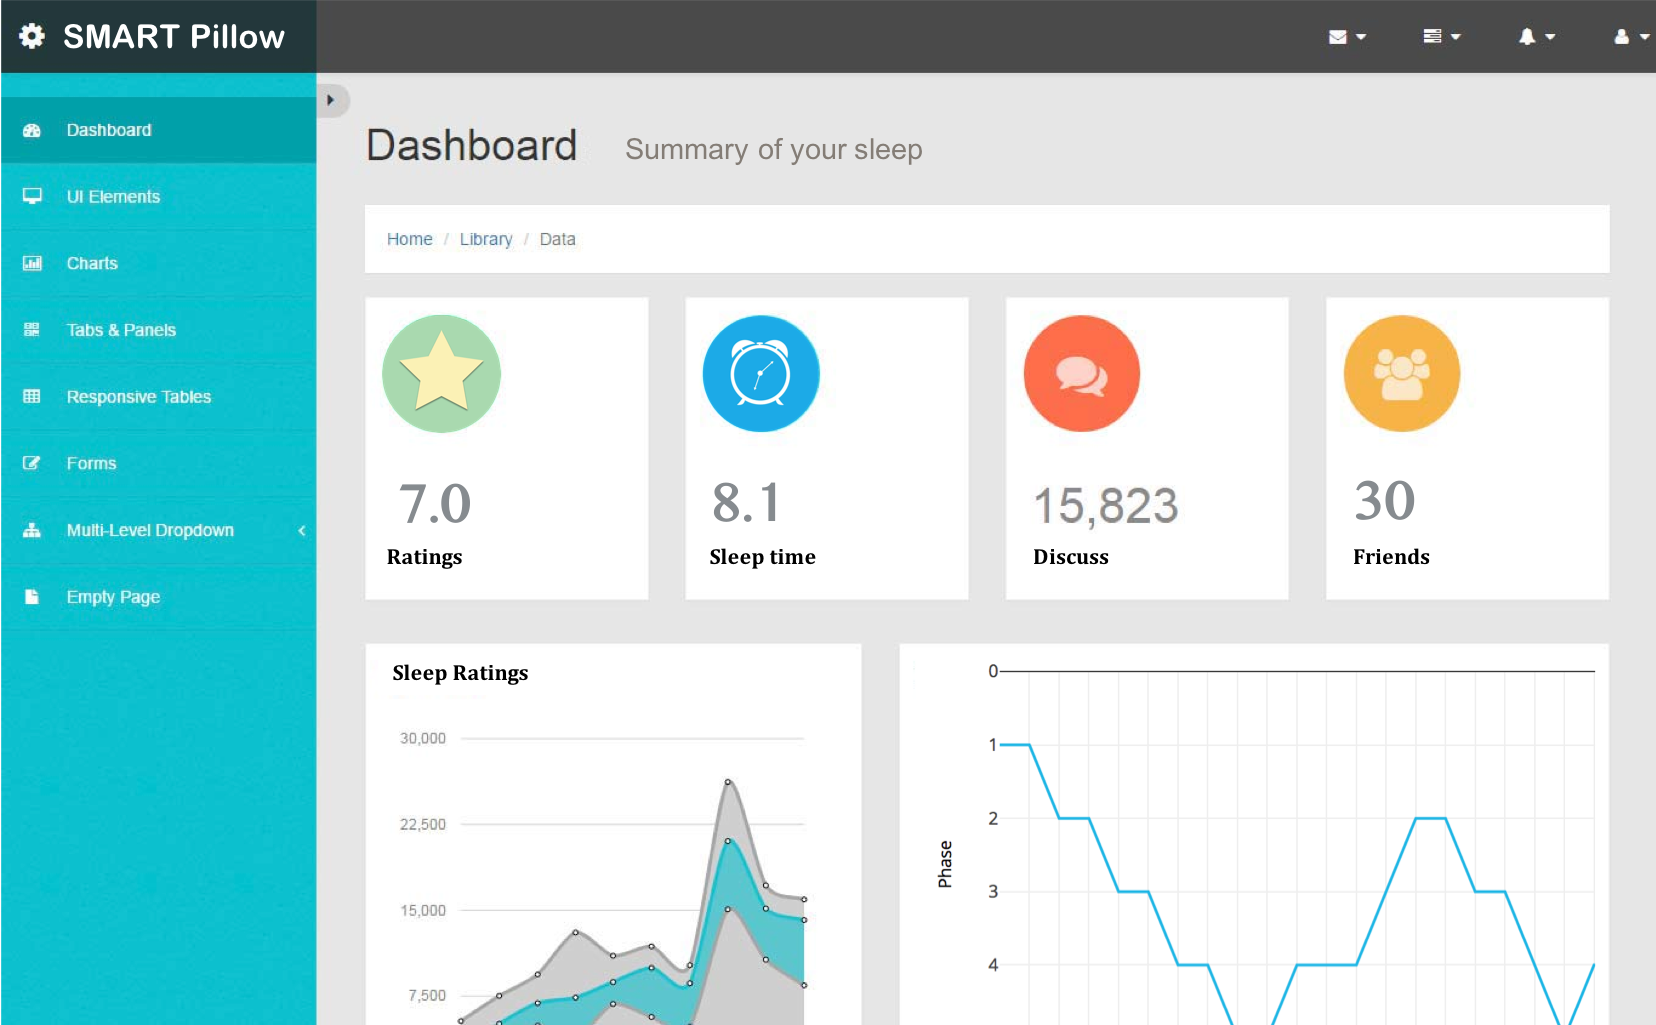 SMART Pillow
Dashboard
UI Elements
Charts
Tabs & Panels
Responsive Tables
Forms
Multi-Level Dropdown
Empty Page
Dashboard Summary of your sleep
Home / Library / Data
7.0
Ratings
8.1
Sleep time
15,823
Discuss
30
Friends
Sleep Ratings
30,000
22,500
15,000
7,500
0
1
2
3
4
Phase